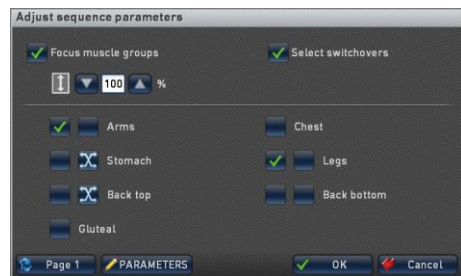 Adjust sequence parameters
Focus muscle groups
Select switchovers
100 %
Arms
Chest
Stomach
Legs
Back top
Back bottom
Gluteal
Page 1
PARAMETERS
OK
Cancel